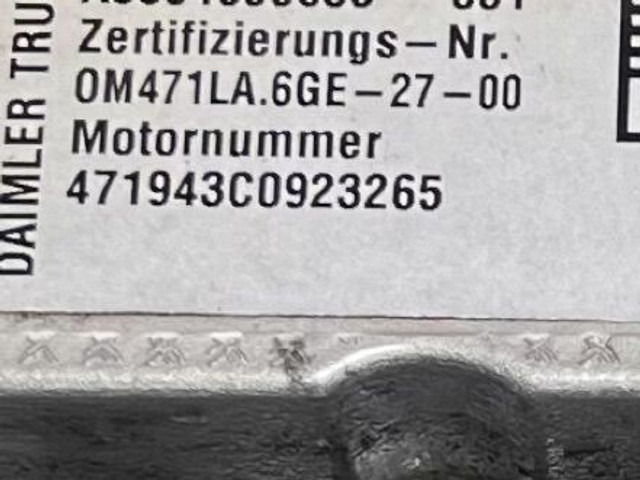 Zertifizierungs-Nr.
OM471LA.6GE-27-00
Motornummer
471943C0923265
DAIMLER TRU